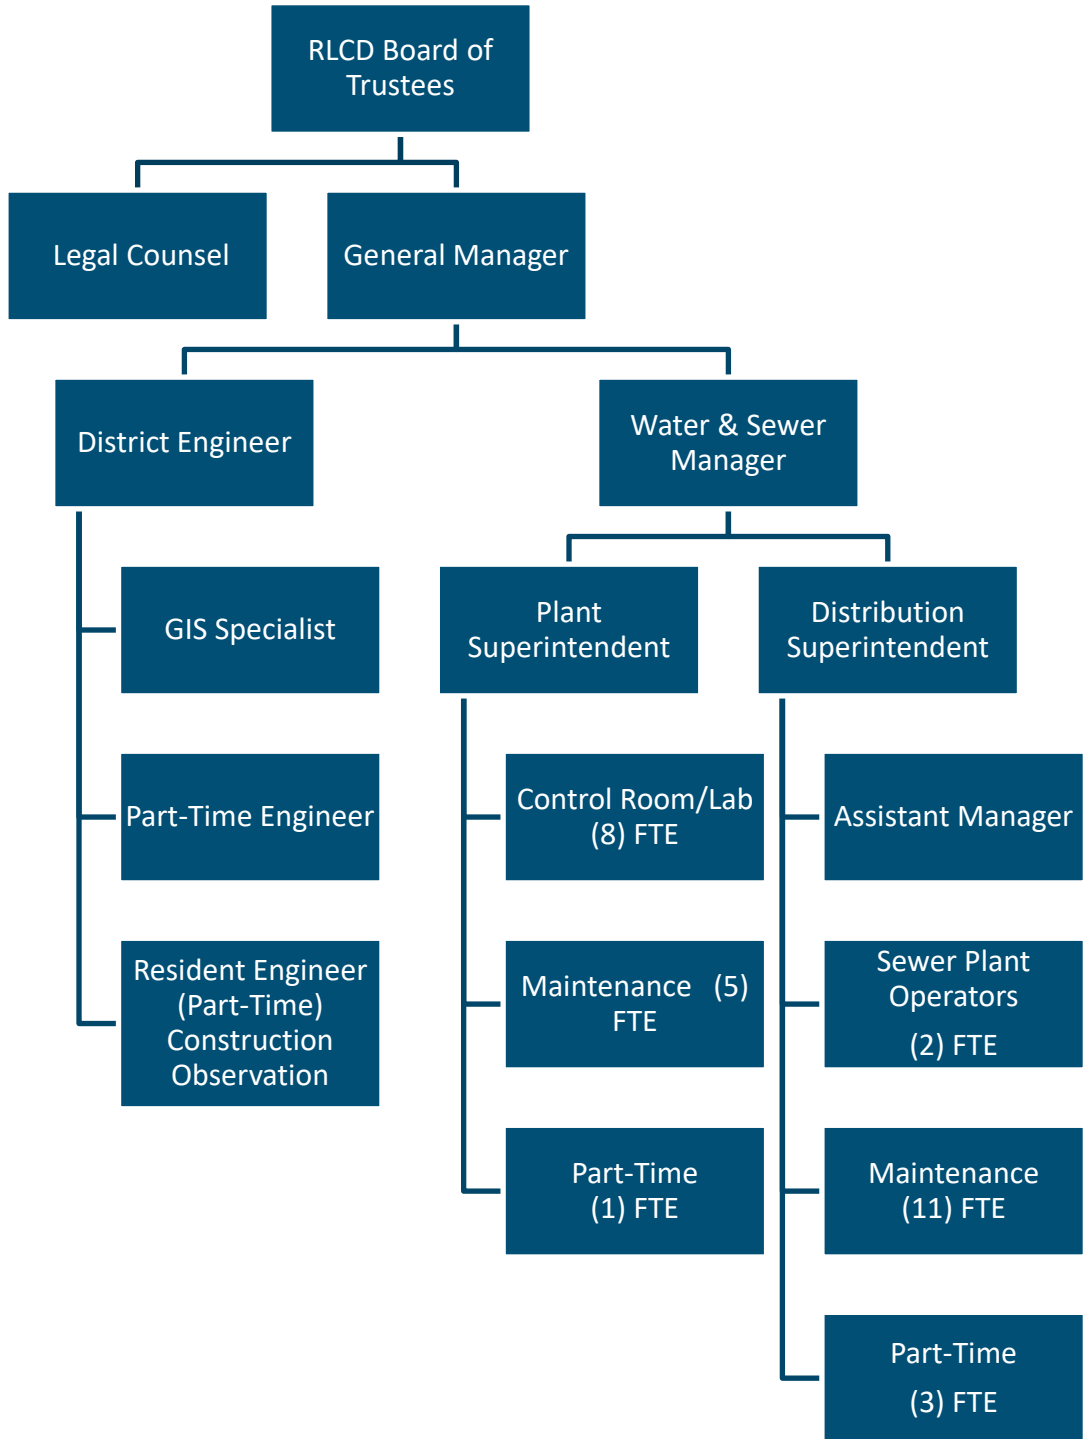 RLCD Board of
Trustees
Legal Counsel
General Manager
District Engineer
Water & Sewer
Manager
GIS Specialist
Plant
Superintendent
Distribution
Superintendent
Part-Time Engineer
Control Room/Lab
(8) FTE
Assistant Manager
Resident Engineer
(Part-Time)
Construction
Observation
Maintenance (5)
FTE
Sewer Plant
Operators
(2) FTE
Part-Time
(1) FTE
Maintenance
(11) FTE
Part-Time
(3) FTE